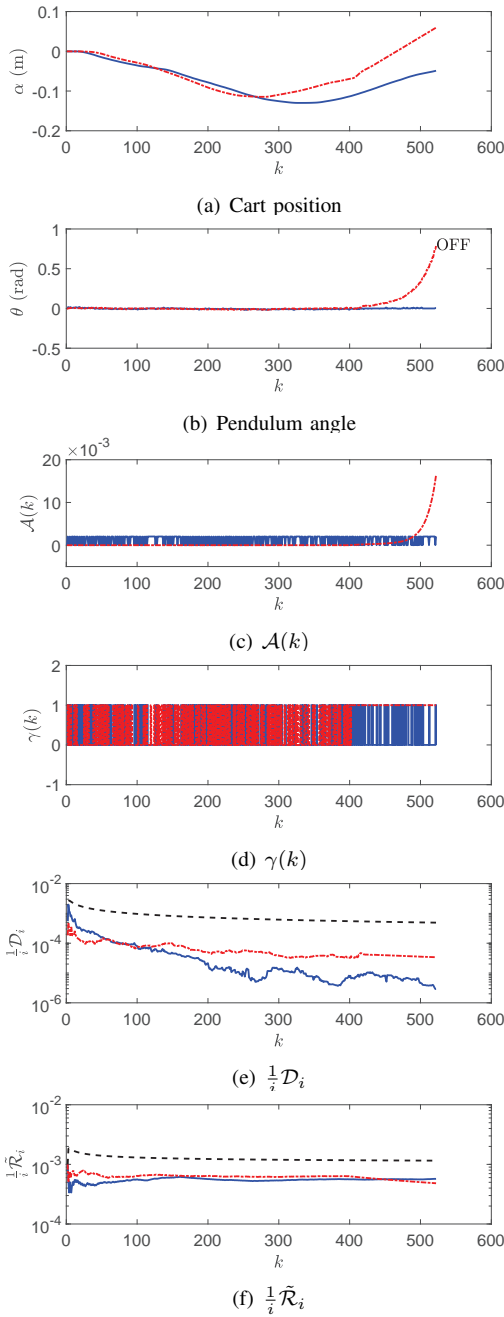 0.1
0
-0.1
-0.2
α (m)
0 100 200 300 400 500 600
k
(a) Cart position
1
0.5
0
-0.5
θ (rad)
OFF
0 100 200 300 400 500 600
k
(b) Pendulum angle
×10⁻³
20
10
0
𝒜(k)
0 100 200 300 400 500 600
k
(c) 𝒜(k)
2
1
0
-1
γ(k)
0 100 200 300 400 500 600
k
(d) γ(k)
10⁻²
10⁻⁴
10⁻⁶
1/i 𝒟ᵢ
0 100 200 300 400 500 600
k
(e) 1/i 𝒟ᵢ
10⁻²
10⁻³
10⁻⁴
1/i ℛ̃ᵢ
0 100 200 300 400 500 600
k
(f) 1/i ℛ̃ᵢ